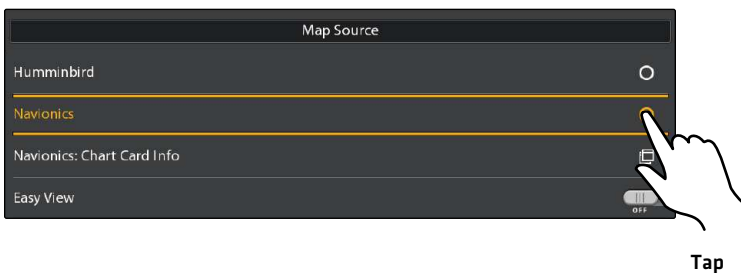 Map Source
Humminbird
Navionics
Navionics: Chart Card Info
Easy View
OFF
Tap